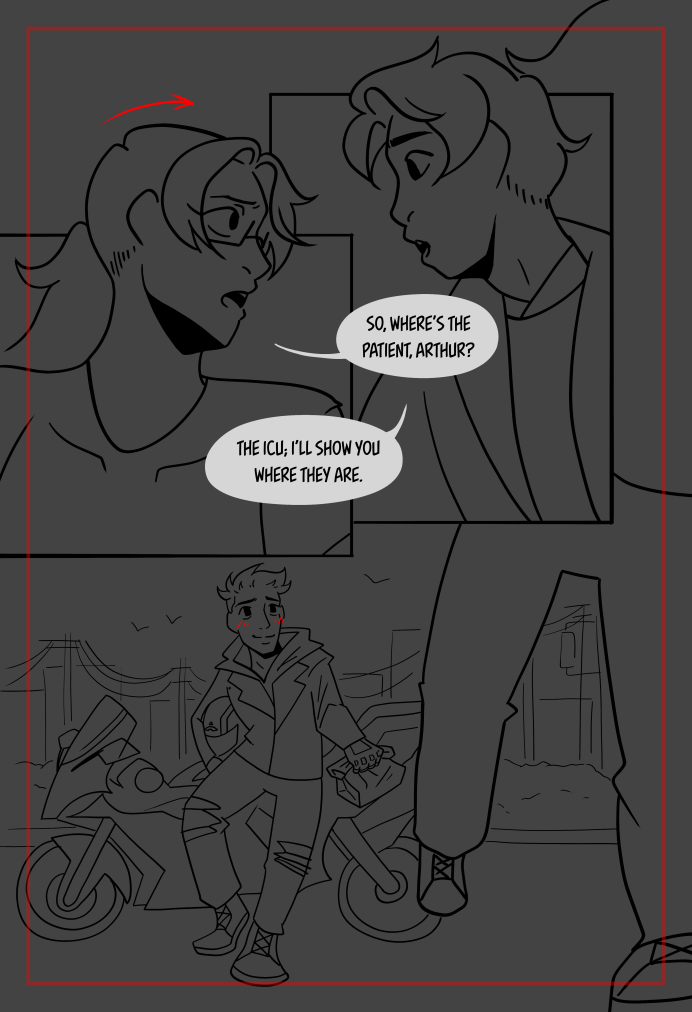 SO, WHERE'S THE
PATIENT, ARTHUR?
THE ICU; I'LL SHOW YOU
WHERE THEY ARE.